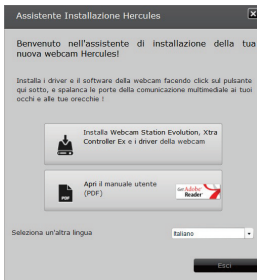 Assistente Installazione Hercules
Benvenuto nell'assistente di installazione della tua
nuova webcam Hercules!
Installa i driver e il software della webcam facendo click sul pulsante
qui sotto, e spalanca le porte della comunicazione multimediale ai tuoi
occhi e alle tue orecchie !
Installa Webcam Station Evolution, Xtra
Controller Ex e i driver della webcam
Apri il manuale utente
(PDF)
PDF
Get Adobe
Reader
Seleziona un'altra lingua
Italiano
Esci